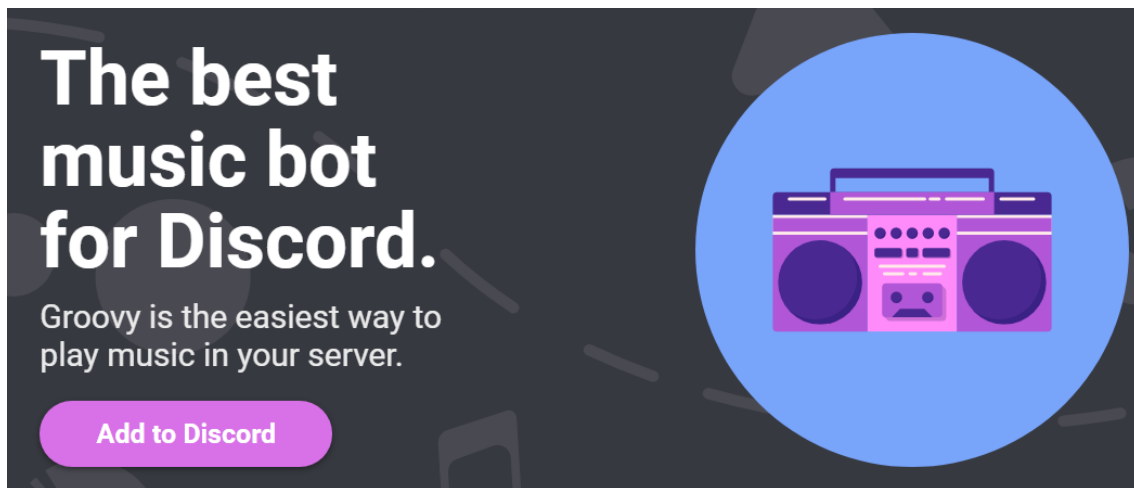 The best
music bot
for Discord.
Groovy is the easiest way to
play music in your server.
Add to Discord